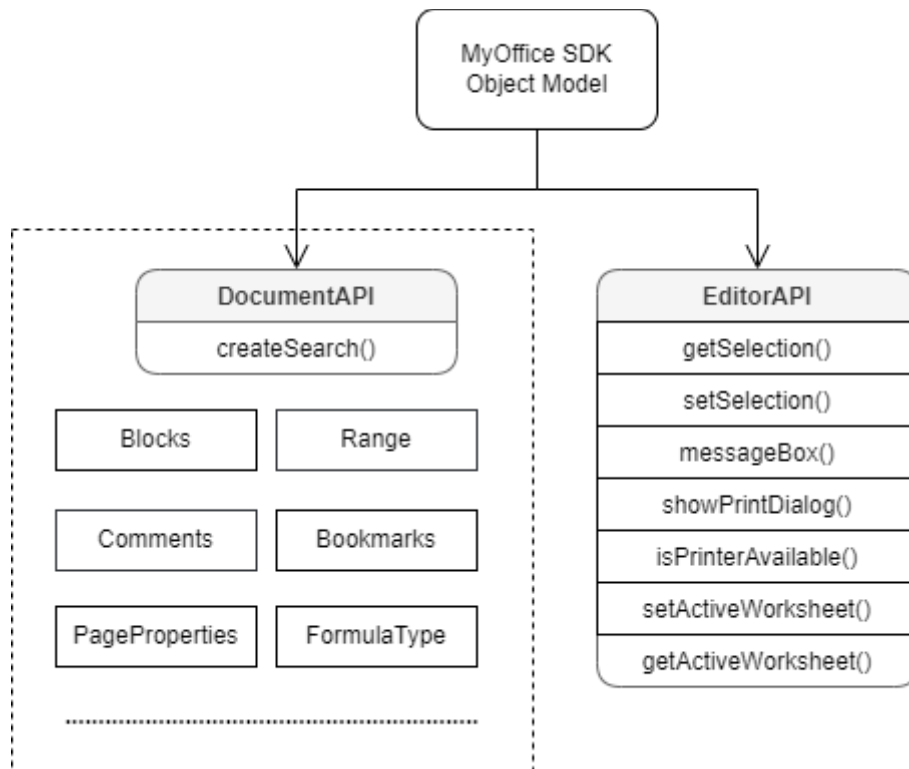 MyOffice SDK
Object Model
DocumentAPI
createSearch()
Blocks
Range
Comments
Bookmarks
PageProperties
FormulaType
EditorAPI
getSelection()
setSelection()
messageBox()
showPrintDialog()
isPrinterAvailable()
setActiveWorksheet()
getActiveWorksheet()